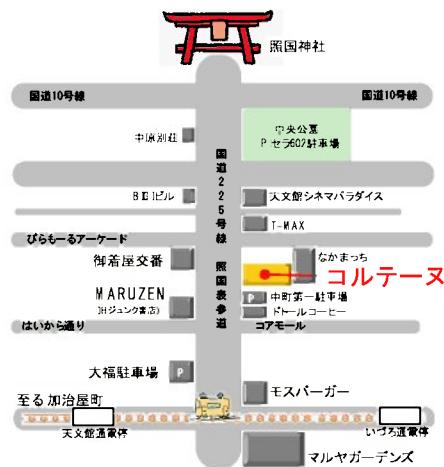 照国神社
国道10号線
国道10号線
中原別荘
中央公園
P セラ602駐車場
国道225号線
BIBIビル
天文館シネマパラダイス
T-MAX
ぴらもーるアーケード
なかまっち
御着屋交番
照国表参道
コルテーヌ
MARUZEN
(旧ジュンク書店)
P
中町第一駐車場
ドトールコーヒー
はいから通り
コアモール
大福駐車場
P
モスバーガー
至る加治屋町
天文館通電停
いづろ通電停
マルヤガーデンズ